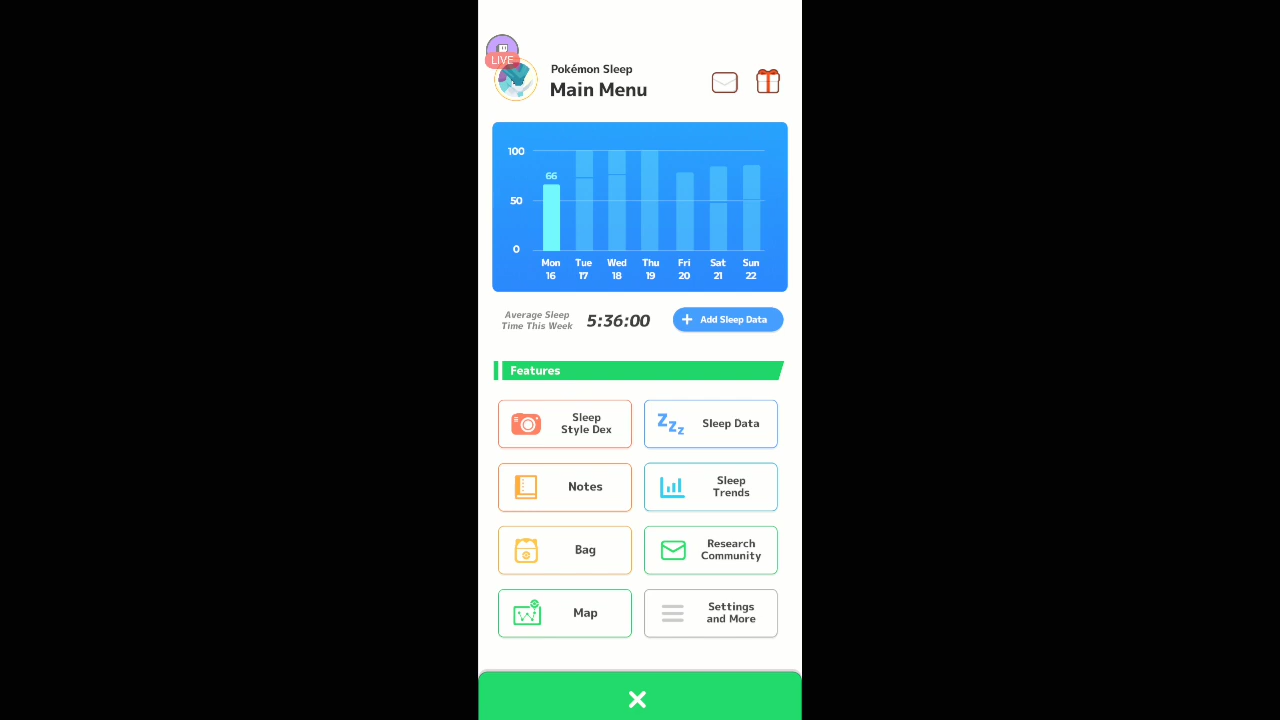 LIVE
Pokémon Sleep
Main Menu
100
66
50
0
Mon Tue Wed Thu Fri Sat Sun
16 17 18 19 20 21 22
Average Sleep
Time This Week
5:36:00
Add Sleep Data
Features
Sleep
Style Dex
Sleep Data
Notes
Sleep
Trends
Bag
Research
Community
Map
Settings
and More